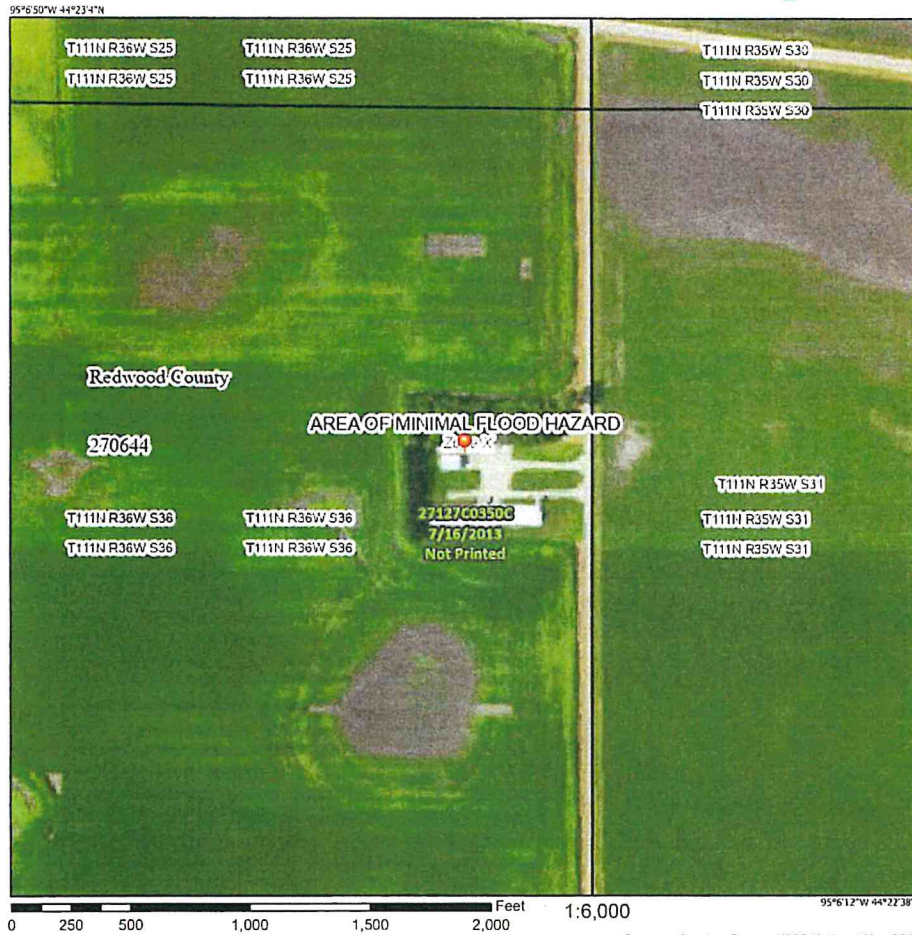 95°6'50"W 44°23'4"N
T111N R36W S25 T111N R36W S25 T111N R35W S30
T111N R36W S25 T111N R36W S25 T111N R35W S30
T111N R35W S30
Redwood County
AREA OF MINIMAL FLOOD HAZARD
270644
T111N R35W S31
27127C0350C
T111N R36W S36 T111N R36W S36 T111N R35W S31
7/16/2013
T111N R36W S36 T111N R36W S36 T111N R35W S31
Not Printed
Feet 1:6,000
95°6'12"W 44°22'38"
0 250 500 1,000 1,500 2,000